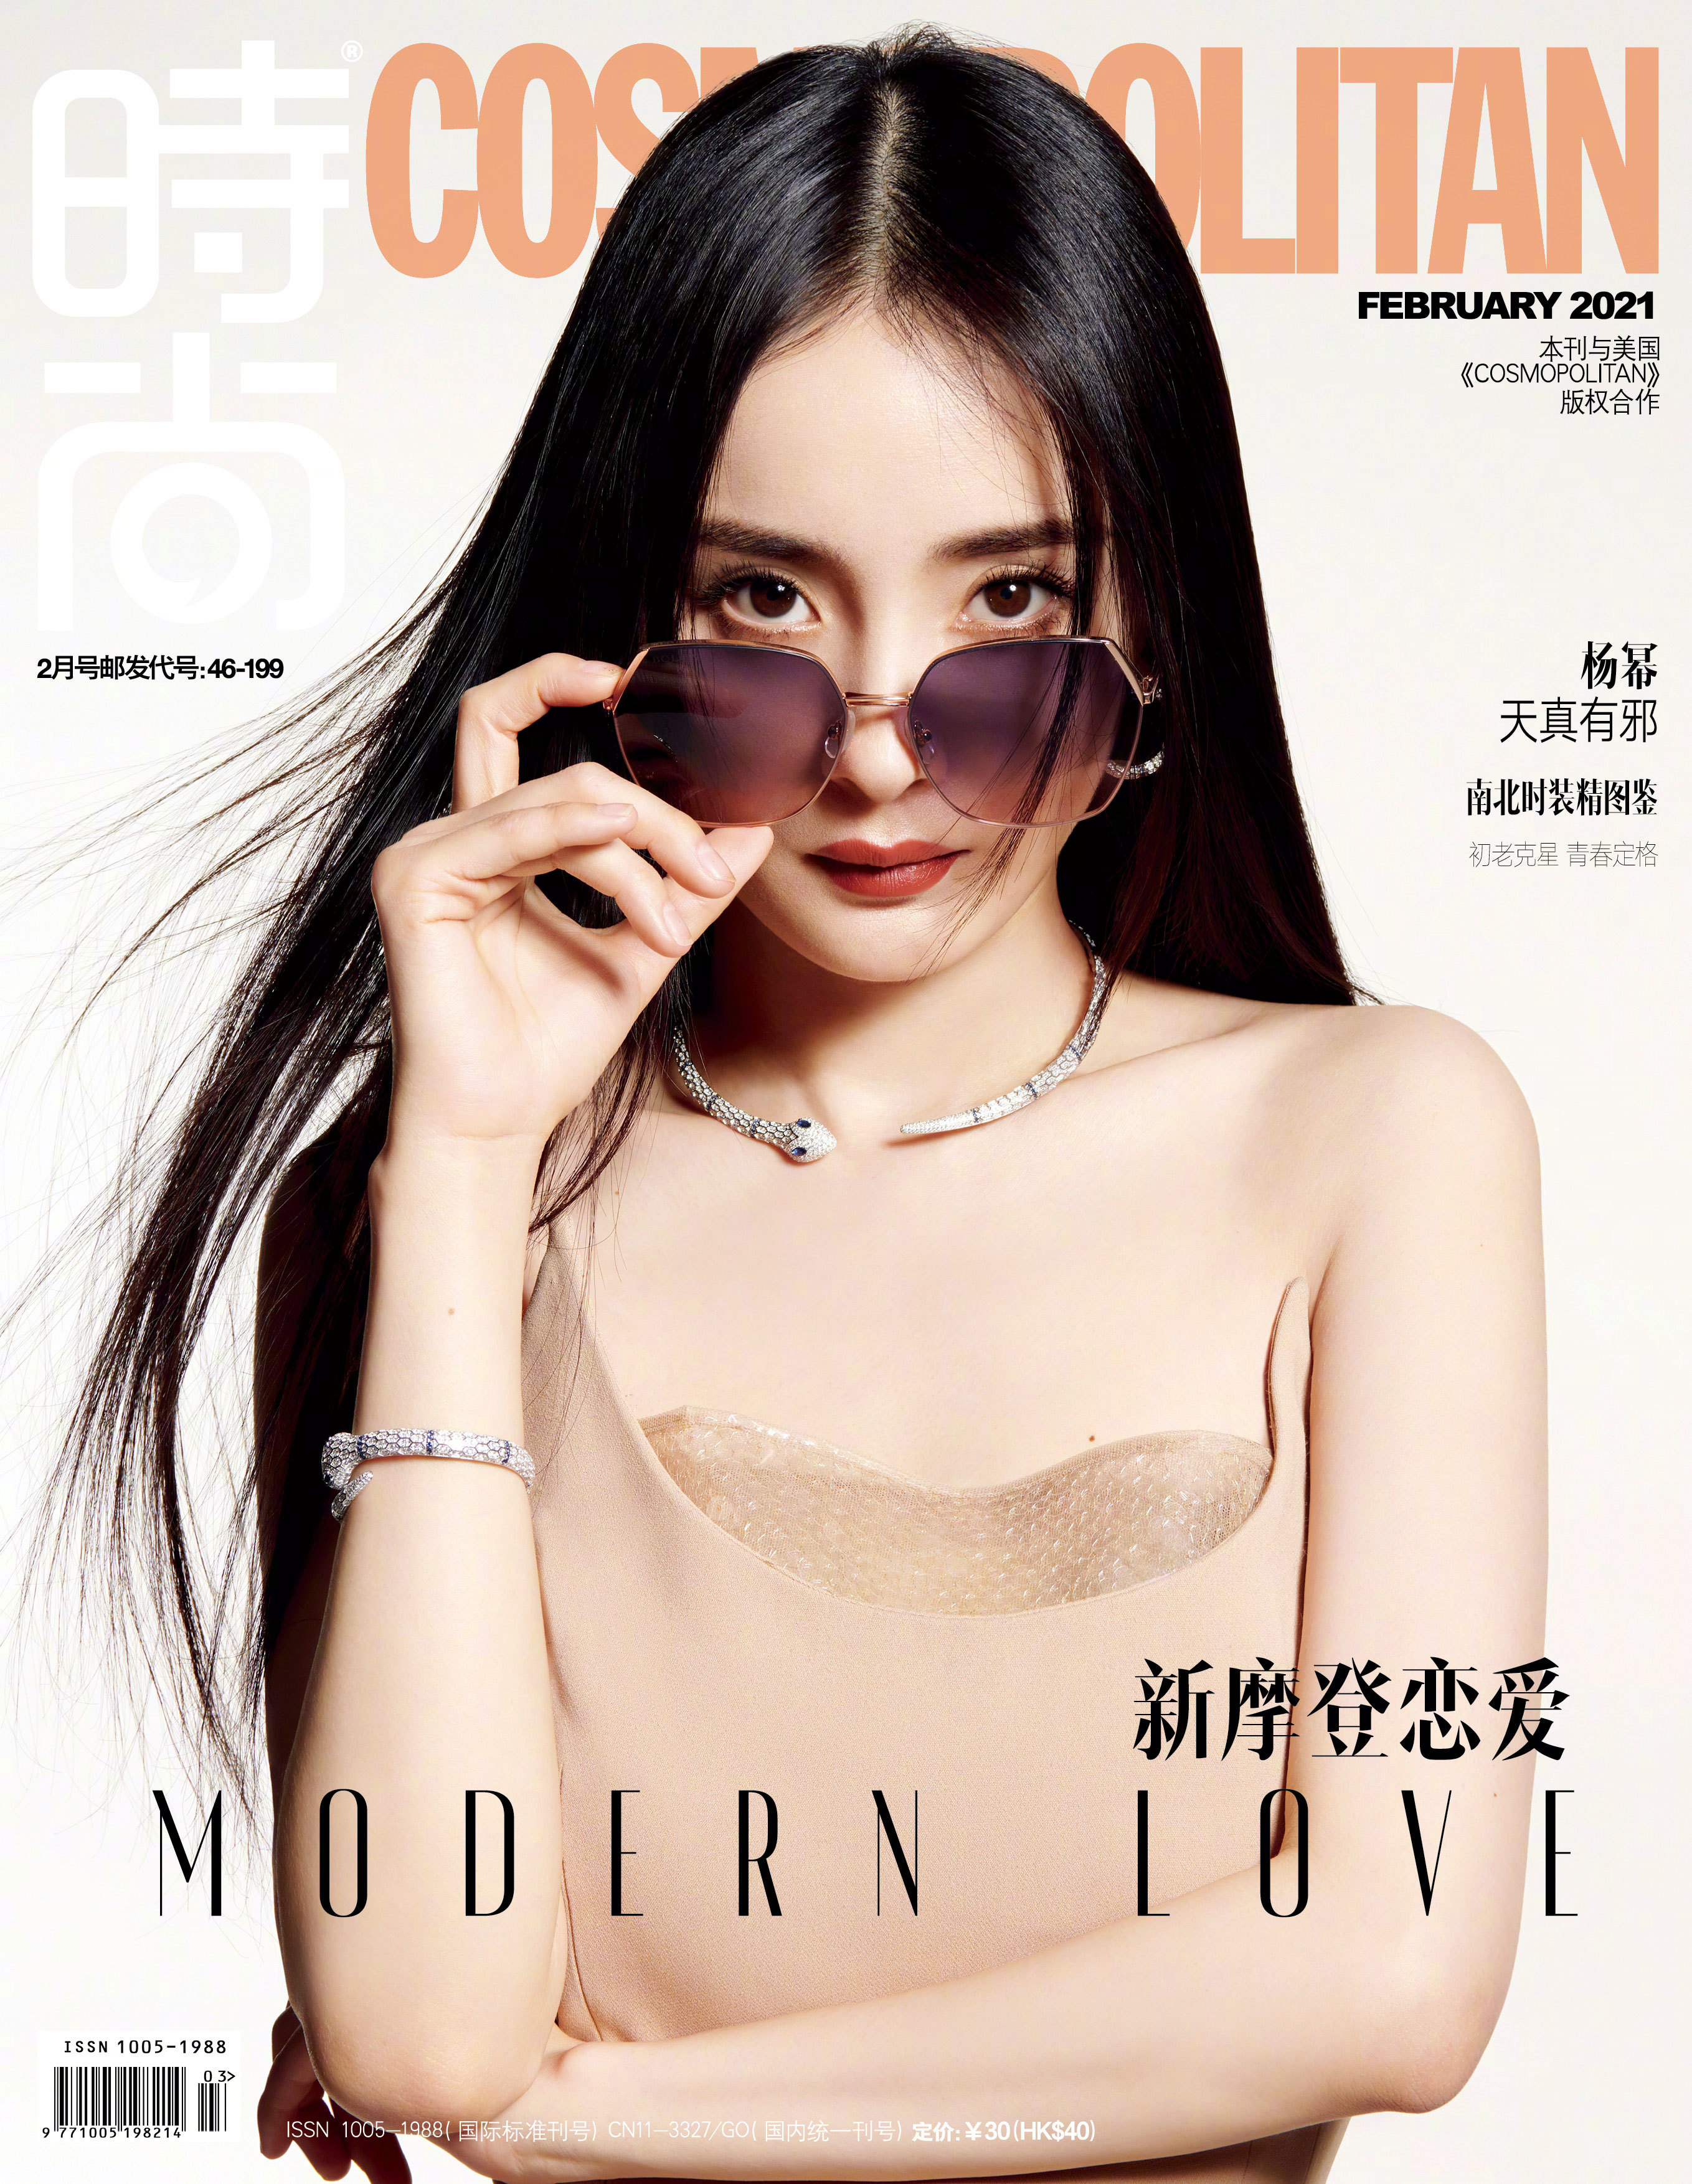 時尚®
COSMOPOLITAN
FEBRUARY 2021
本刊与美国
《COSMOPOLITAN》
版权合作
2月号邮发代号:46-199
杨幂
天真有邪
南北时装精图鉴
初老克星 青春定格
新摩登恋爱
MODERN LOVE
ISSN 1005-1988
03>
9 771005 198214
ISSN 1005-1988(国际标准刊号) CN11-3327/GO(国内统一刊号) 定价:¥30(HK$40)